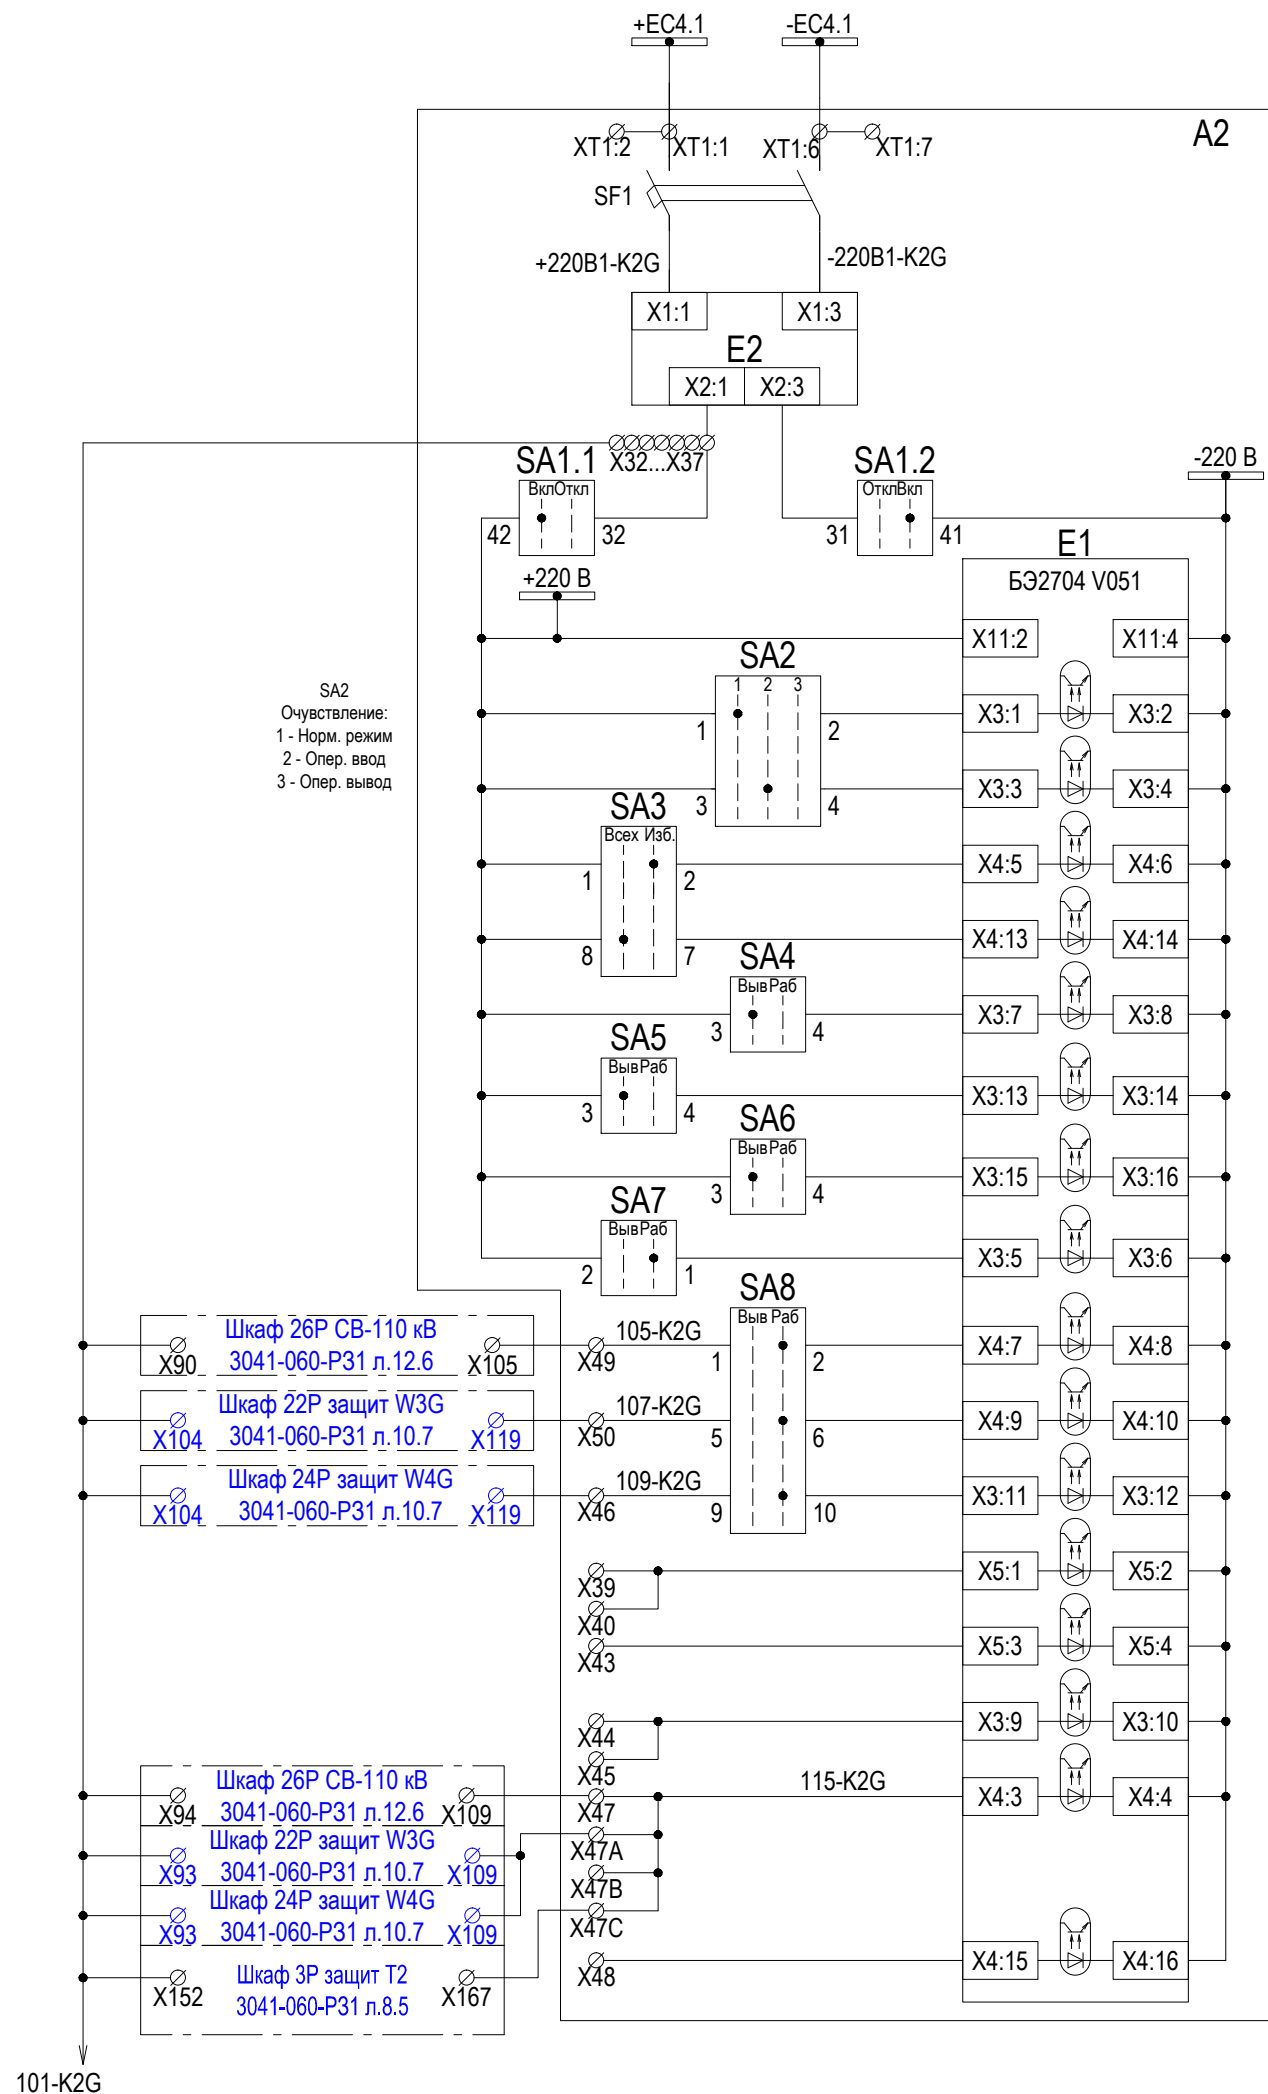 +EC4.1 -EC4.1
A2
XT1:2 XT1:1 XT1:6 XT1:7
SF1
+220В1-K2G -220В1-K2G
X1:1 X1:3
E2
X2:1 X2:3
X32...X37
SA1.1 SA1.2 -220 В
ВклОткл ОтклВкл
42 32 31 41
E1
+220 В БЭ2704 V051
X11:2 X11:4
SA2
1 2 3
SA2
Очувствление:
1 - Норм. режим
2 - Опер. ввод
3 - Опер. вывод
1 2 X3:1 X3:2
3 4 X3:3 X3:4
SA3
Всех Изб.
1 2 X4:5 X4:6
8 7 X4:13 X4:14
SA4
ВывРаб
3 4 X3:7 X3:8
SA5
ВывРаб
3 4 X3:13 X3:14
SA6
ВывРаб
3 4 X3:15 X3:16
SA7
ВывРаб
2 1 X3:5 X3:6
SA8
Выв Раб
Шкаф 26Р СВ-110 кВ
X90 3041-060-РЗ1 л.12.6 X105 X49 105-K2G 1 2 X4:7 X4:8
Шкаф 22Р защит W3G
X104 3041-060-РЗ1 л.10.7 X119 X50 107-K2G 5 6 X4:9 X4:10
Шкаф 24Р защит W4G
X104 3041-060-РЗ1 л.10.7 X119 X46 109-K2G 9 10 X3:11 X3:12
X39 X5:1 X5:2
X40
X43 X5:3 X5:4
X44 X3:9 X3:10
X45
Шкаф 26Р СВ-110 кВ
X94 3041-060-РЗ1 л.12.6 X109 X47 115-K2G X4:3 X4:4
Шкаф 22Р защит W3G X47A
X93 3041-060-РЗ1 л.10.7 X109 X47B
Шкаф 24Р защит W4G
X93 3041-060-РЗ1 л.10.7 X109 X47C
X48 X4:15 X4:16
Шкаф 3Р защит Т2
X152 3041-060-РЗ1 л.8.5 X167
101-K2G